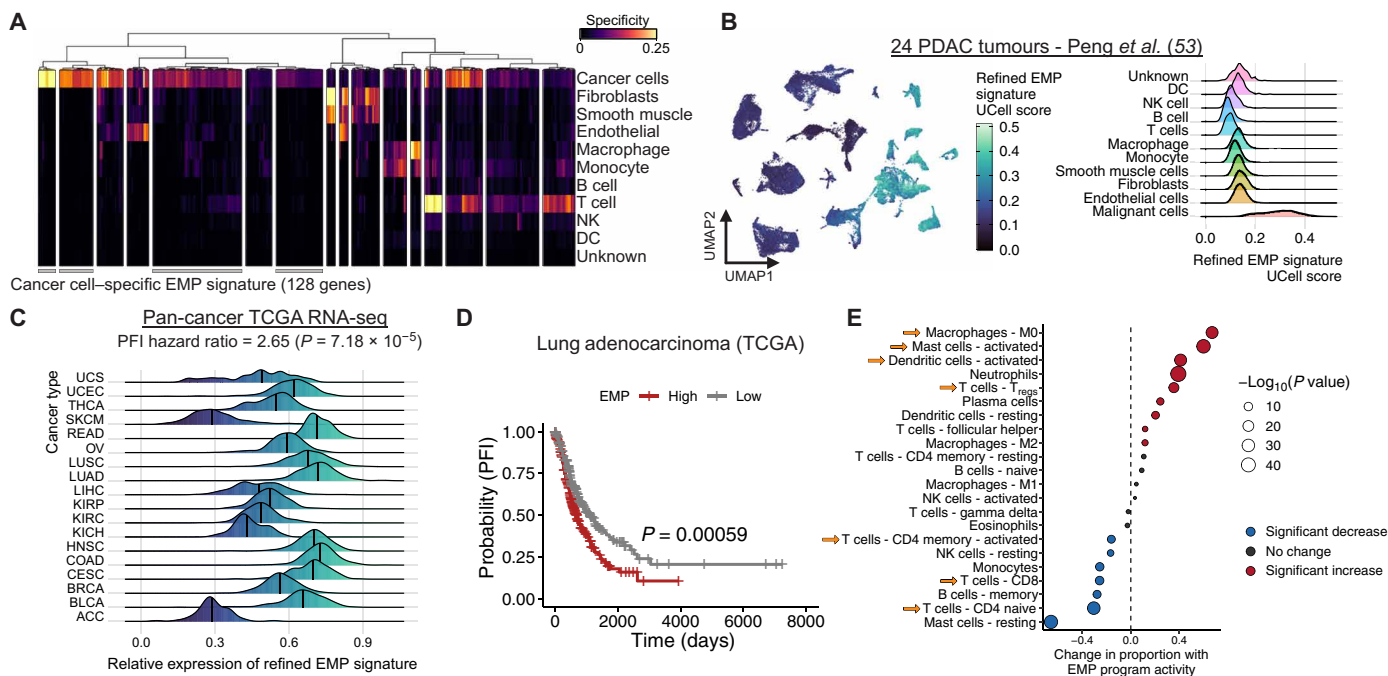 A
Specificity
0
0.25
Cancer cells
Fibroblasts
Smooth muscle
Endothelial
Macrophage
Monocyte
B cell
T cell
NK
DC
Unknown
Cancer cell–specific EMP signature (128 genes)
B
24 PDAC tumours - Peng et al. (53)
Refined EMP
signature
UCell score
0.5
0.4
0.3
0.2
0.1
0.0
UMAP2
UMAP1
Unknown
DC
NK cell
B cell
T cells
Macrophage
Monocyte
Smooth muscle cells
Fibroblasts
Endothelial cells
Malignant cells
0.0
0.2
0.4
Refined EMP signature
UCell score
C
Pan-cancer TCGA RNA-seq
PFI hazard ratio = 2.65 (P = 7.18 × 10⁻⁵)
Cancer type
UCS
UCEC
THCA
SKCM
READ
OV
LUSC
LUAD
LIHC
KIRP
KIRC
KICH
HNSC
COAD
CESC
BRCA
BLCA
ACC
0.0
0.3
0.6
0.9
Relative expression of refined EMP signature
D
Lung adenocarcinoma (TCGA)
EMP High Low
Probability (PFI)
1.00
0.75
0.50
0.25
0.00
P = 0.00059
0
2000
4000
6000
8000
Time (days)
E
Macrophages - M0
Mast cells - activated
Dendritic cells - activated
Neutrophils
T cells - Tregs
Plasma cells
Dendritic cells - resting
T cells - follicular helper
Macrophages - M2
T cells - CD4 memory - resting
B cells - naive
Macrophages - M1
NK cells - activated
T cells - gamma delta
Eosinophils
T cells - CD4 memory - activated
NK cells - resting
Monocytes
T cells - CD8
B cells - memory
T cells - CD4 naive
Mast cells - resting
−0.4
0.0
0.4
Change in proportion with
EMP program activity
−Log10(P value)
10
20
30
40
Significant decrease
No change
Significant increase